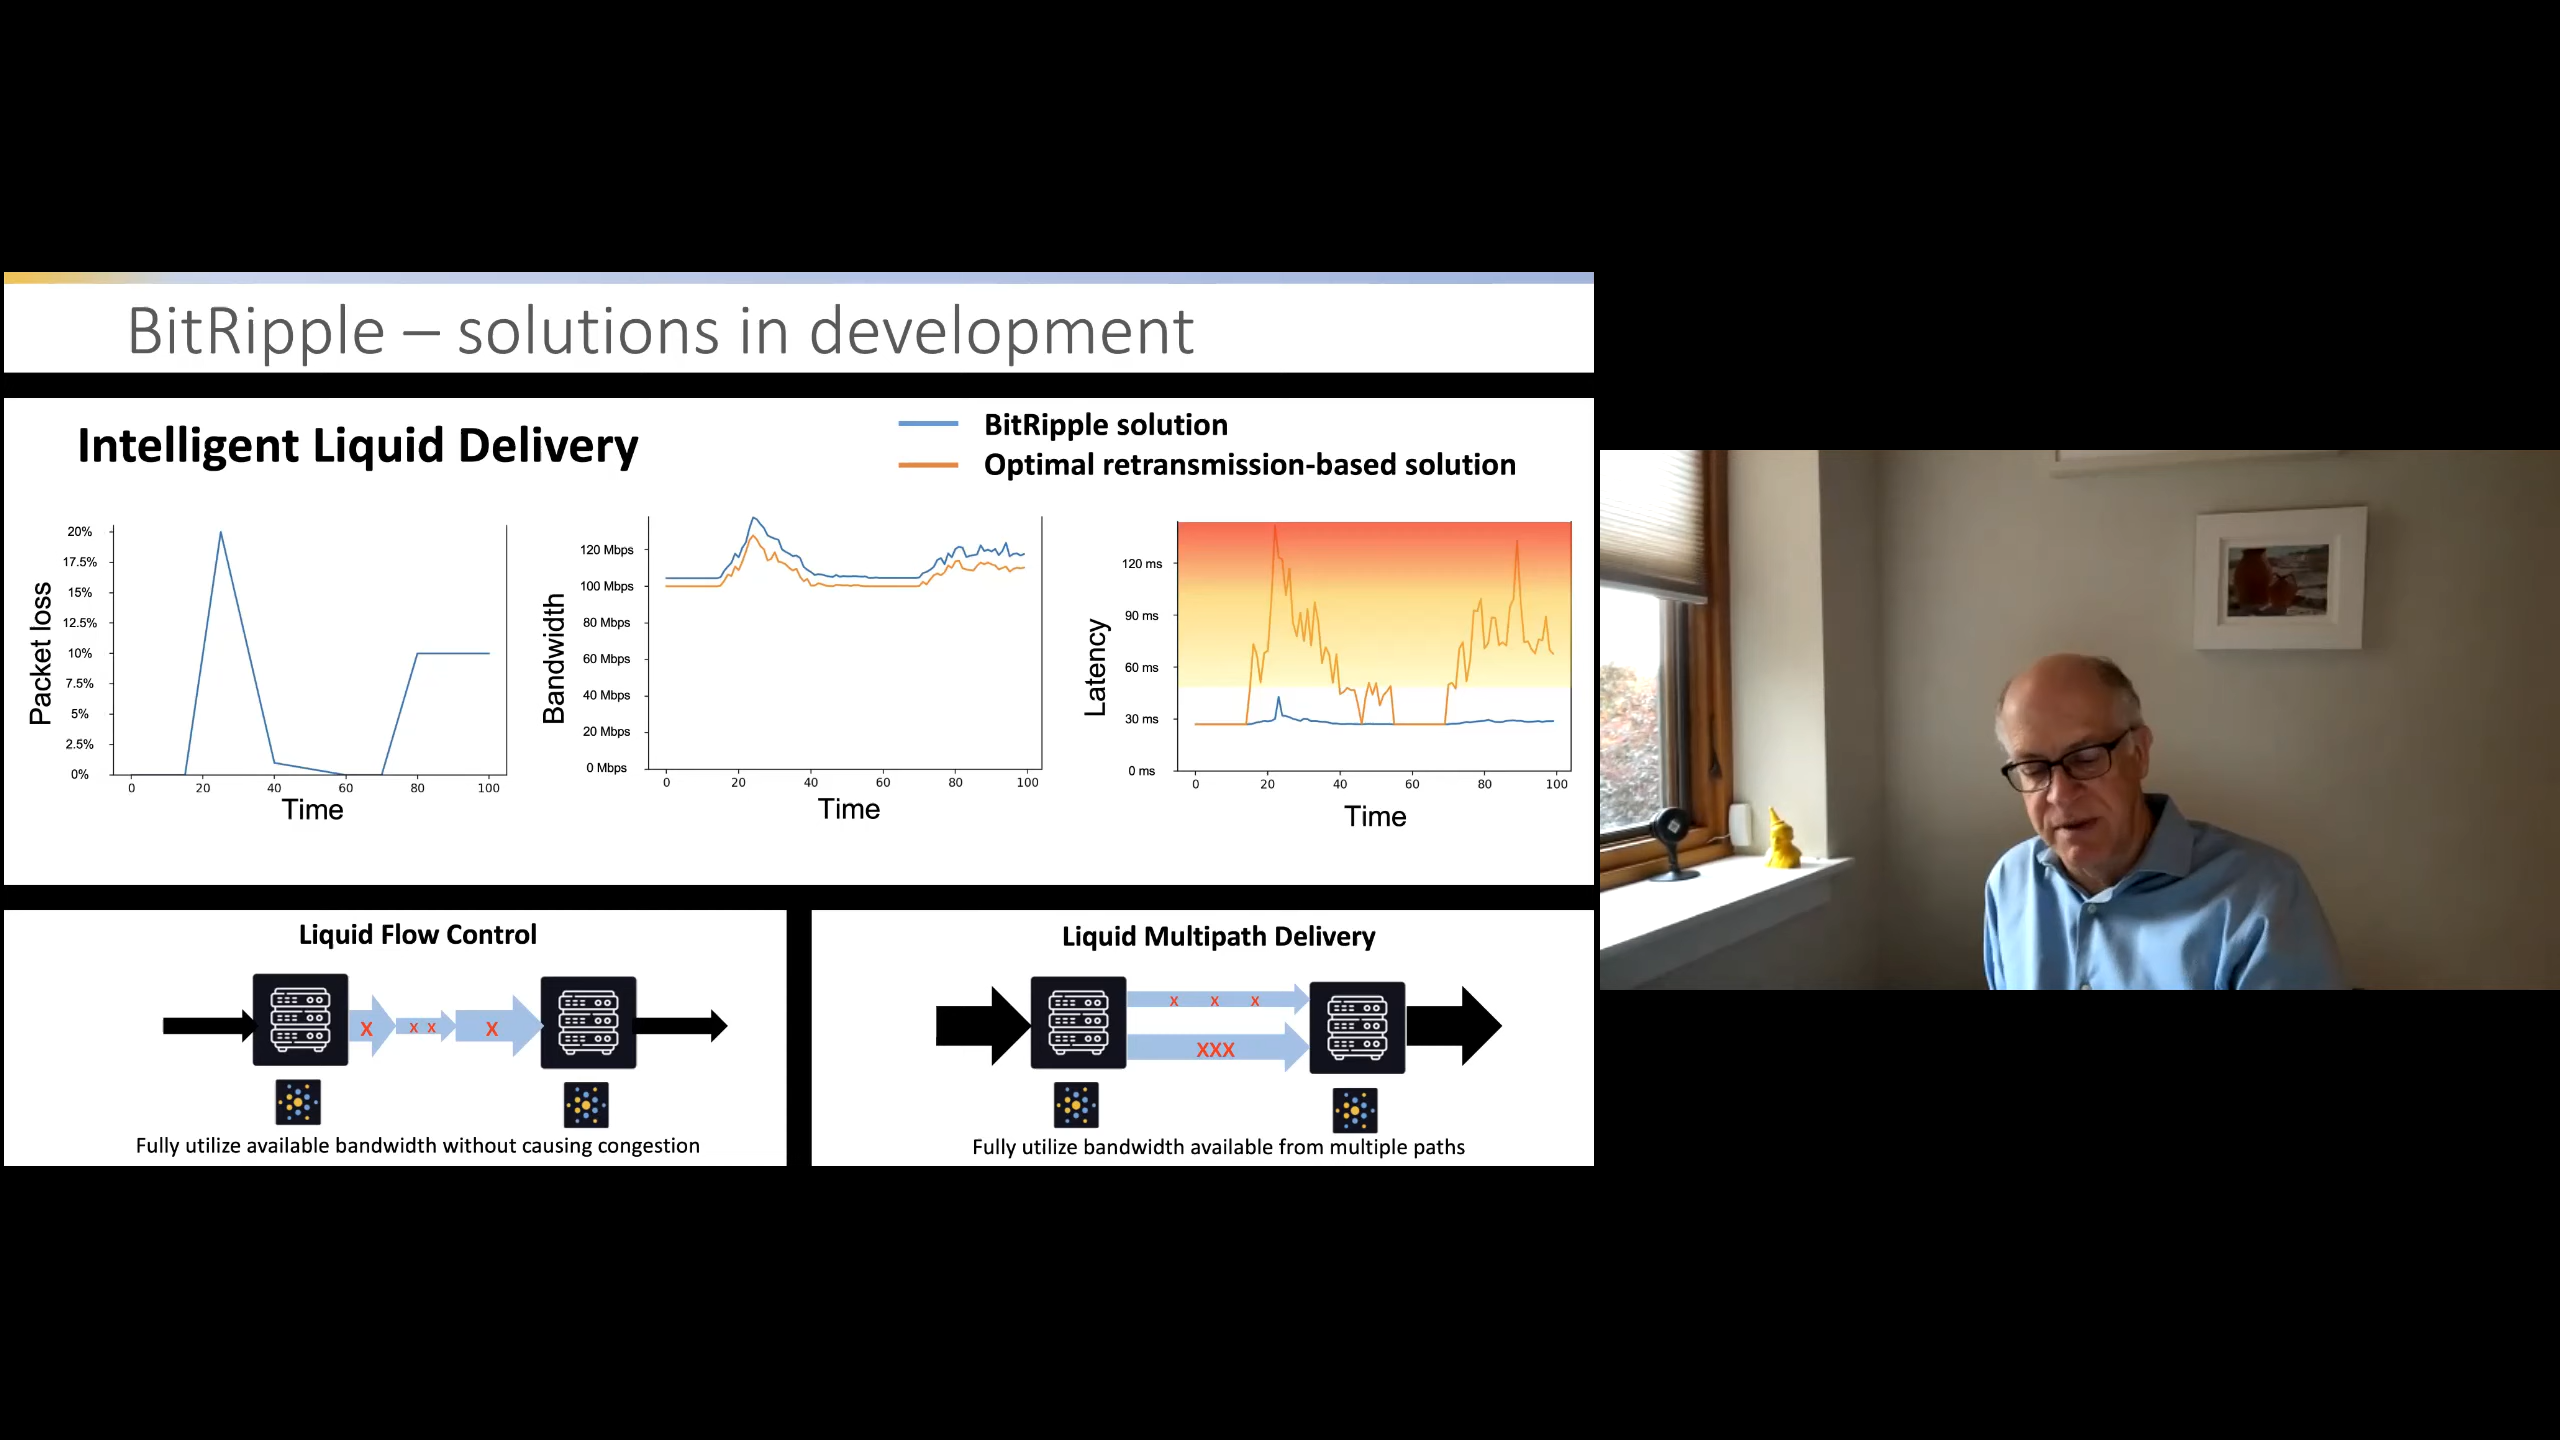 BitRipple – solutions in development
Intelligent Liquid Delivery
BitRipple solution
Optimal retransmission-based solution
Packet loss
20%
17.5%
15%
12.5%
10%
7.5%
5%
2.5%
0%
0 20 40 60 80 100
Time
Bandwidth
120 Mbps
100 Mbps
80 Mbps
60 Mbps
40 Mbps
20 Mbps
0 Mbps
0 20 40 60 80 100
Time
Latency
120 ms
90 ms
60 ms
30 ms
0 ms
0 20 40 60 80 100
Time
Liquid Flow Control
X x x X
Fully utilize available bandwidth without causing congestion
Liquid Multipath Delivery
x x x
XXX
Fully utilize bandwidth available from multiple paths